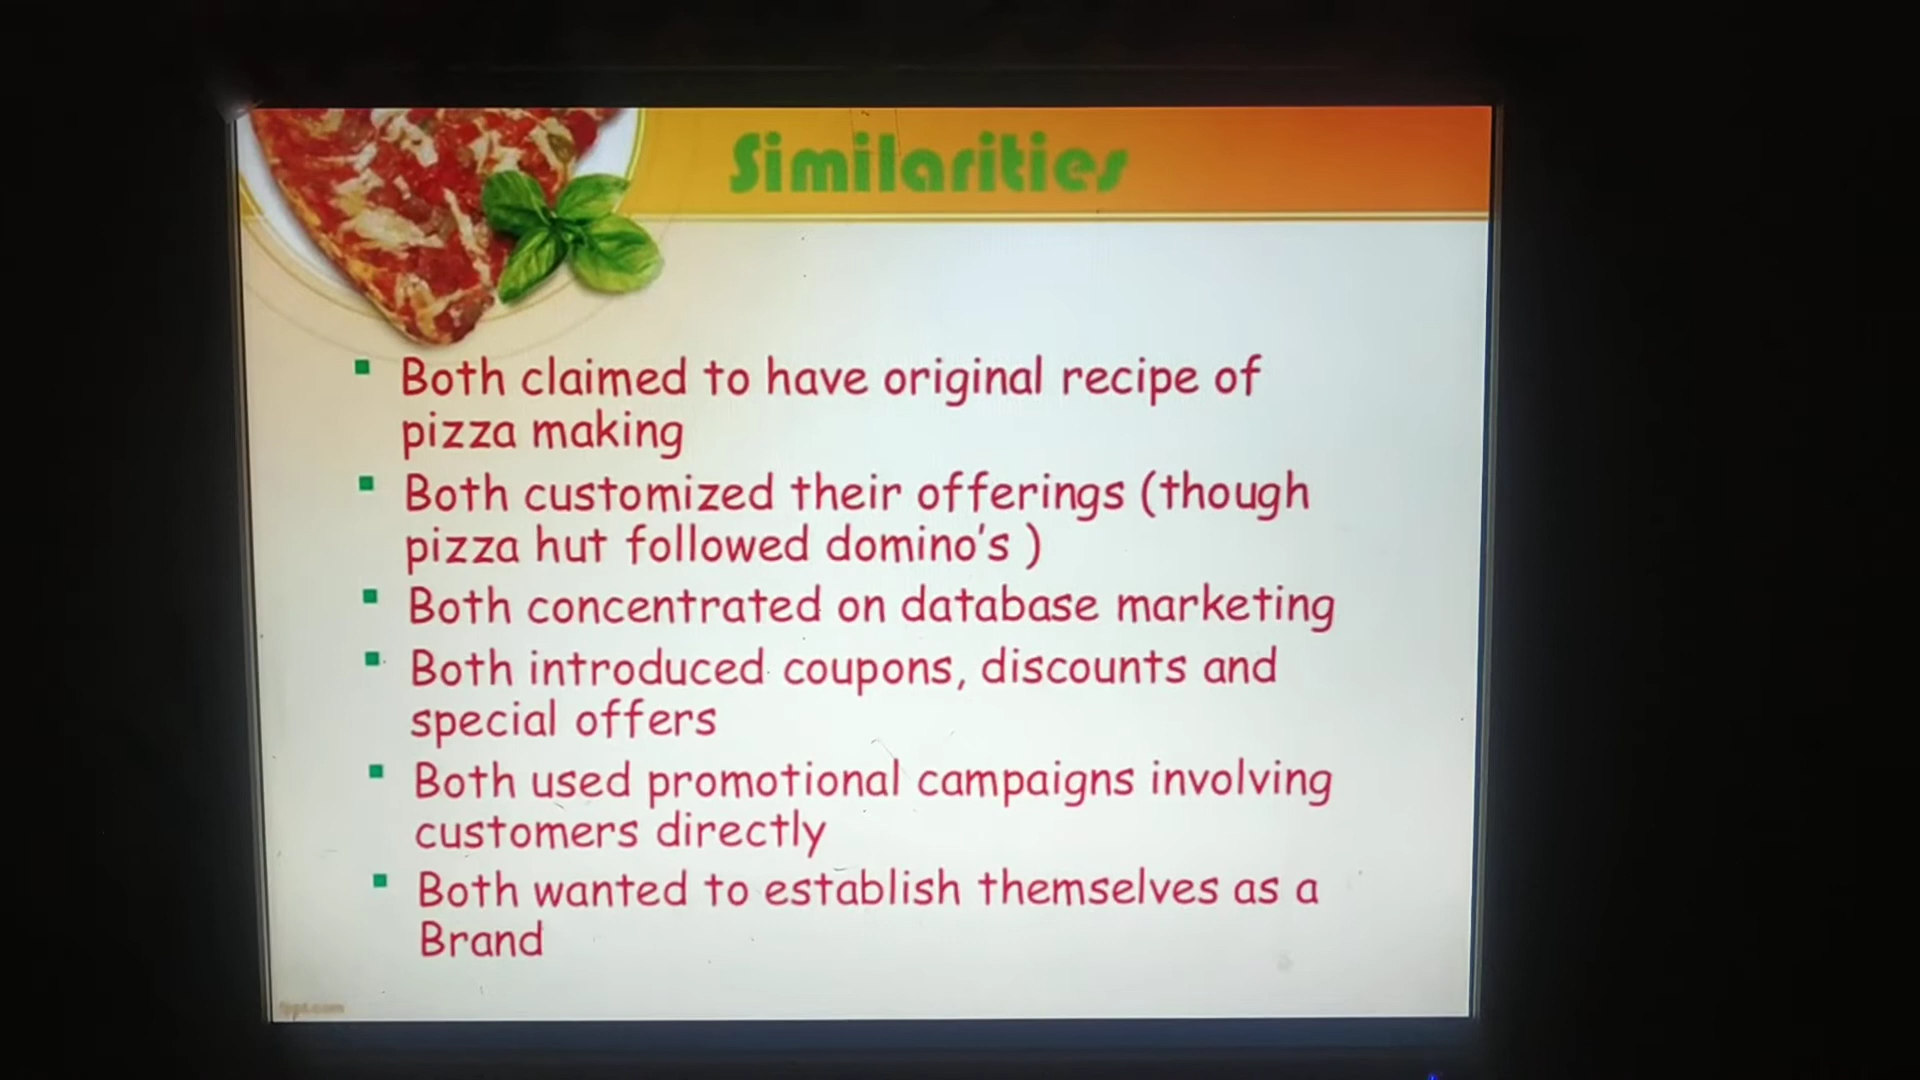 Similarities
Both claimed to have original recipe of
pizza making
Both customized their offerings (though
pizza hut followed domino's )
Both concentrated on database marketing
Both introduced coupons, discounts and
special offers
Both used promotional campaigns involving
customers directly
Both wanted to establish themselves as a
Brand